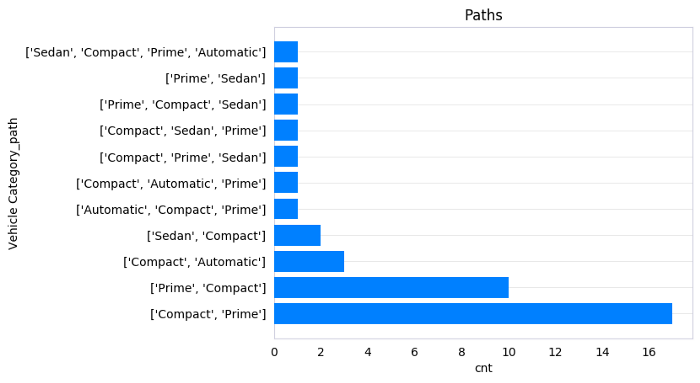 Paths
['Sedan', 'Compact', 'Prime', 'Automatic']
['Prime', 'Sedan']
['Prime', 'Compact', 'Sedan']
['Compact', 'Sedan', 'Prime']
['Compact', 'Prime', 'Sedan']
['Compact', 'Automatic', 'Prime']
['Automatic', 'Compact', 'Prime']
['Sedan', 'Compact']
['Compact', 'Automatic']
['Prime', 'Compact']
['Compact', 'Prime']
Vehicle Category_path
0 2 4 6 8 10 12 14 16
cnt